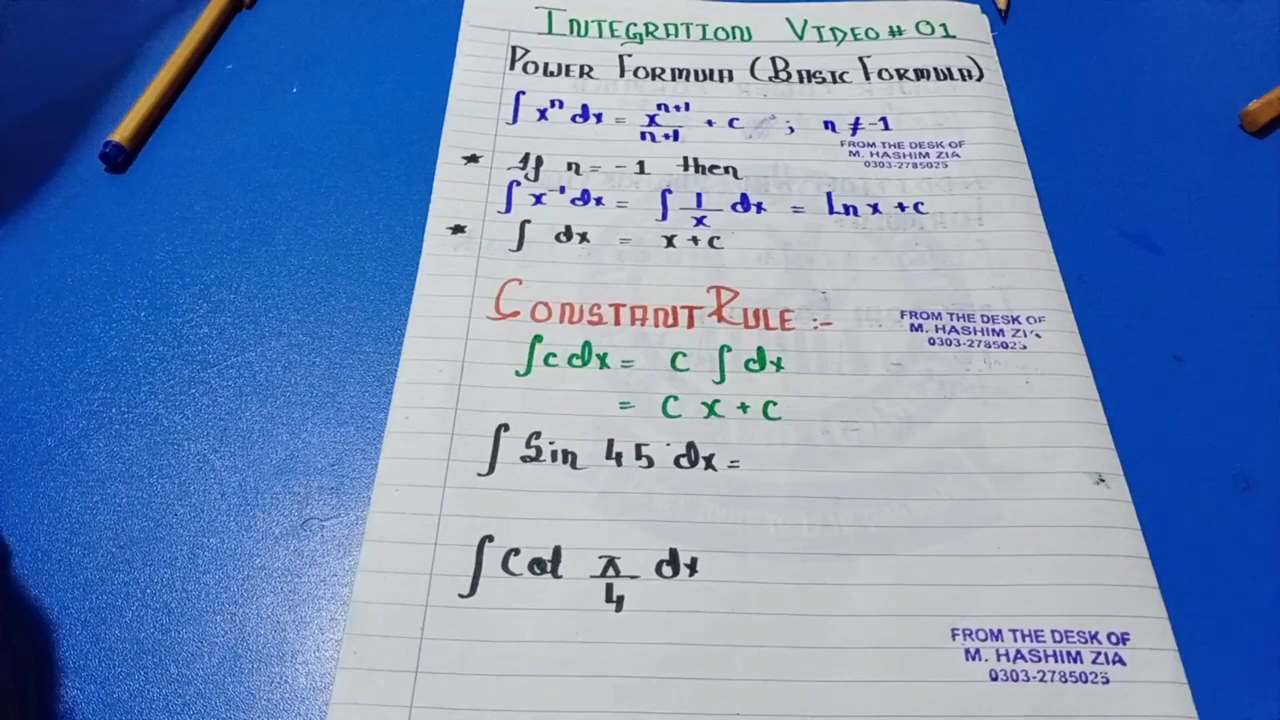 INTEGRATION VIDEO # 01
POWER FORMULA (BASIC FORMULA)
∫ xⁿ dx = xⁿ⁺¹/n+1 + c ; n ≠ -1
FROM THE DESK OF
M. HASHIM ZIA
0303-2785025
* If n = -1 then
∫ x⁻¹ dx = ∫ 1/x dx = Ln x + c
* ∫ dx = x + c
CONSTANT RULE :-
FROM THE DESK OF
M. HASHIM ZIA
0303-2785025
∫ c dx = c ∫ dx
= c x + c
∫ Sin 45 dx =
∫ Cot π/4 dx
FROM THE DESK OF
M. HASHIM ZIA
0303-2785025